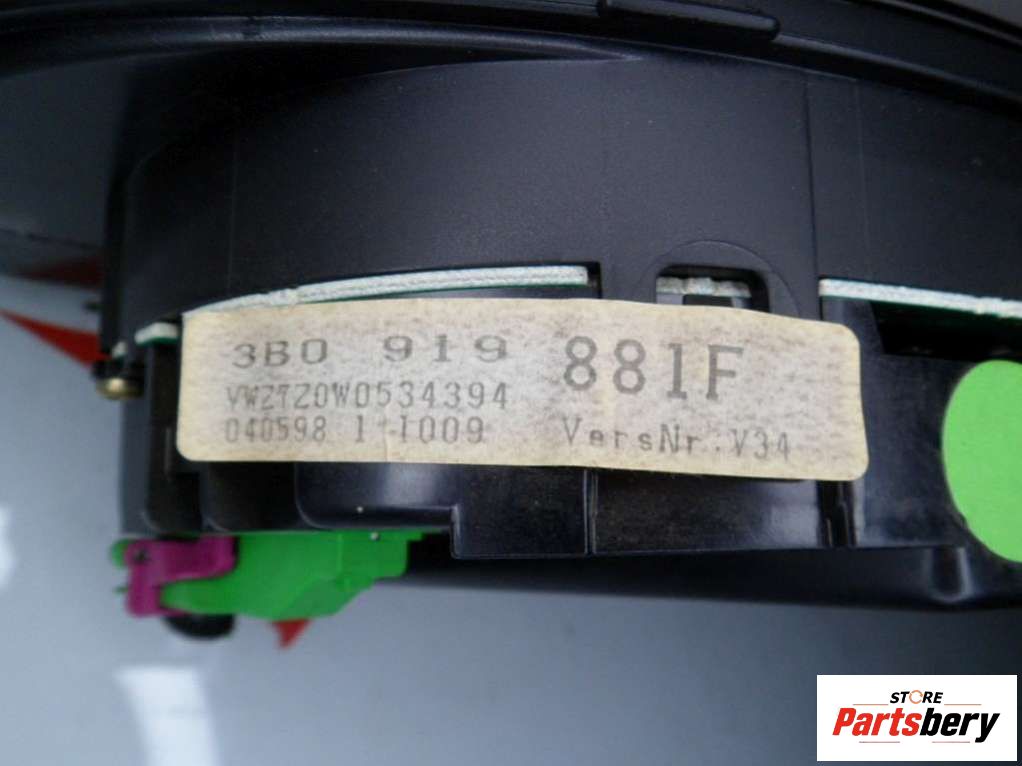 3B0 919 881F
VWZ7Z0W0534394
040598 1 1009 VersNr.:V34
STORE
Partsbery